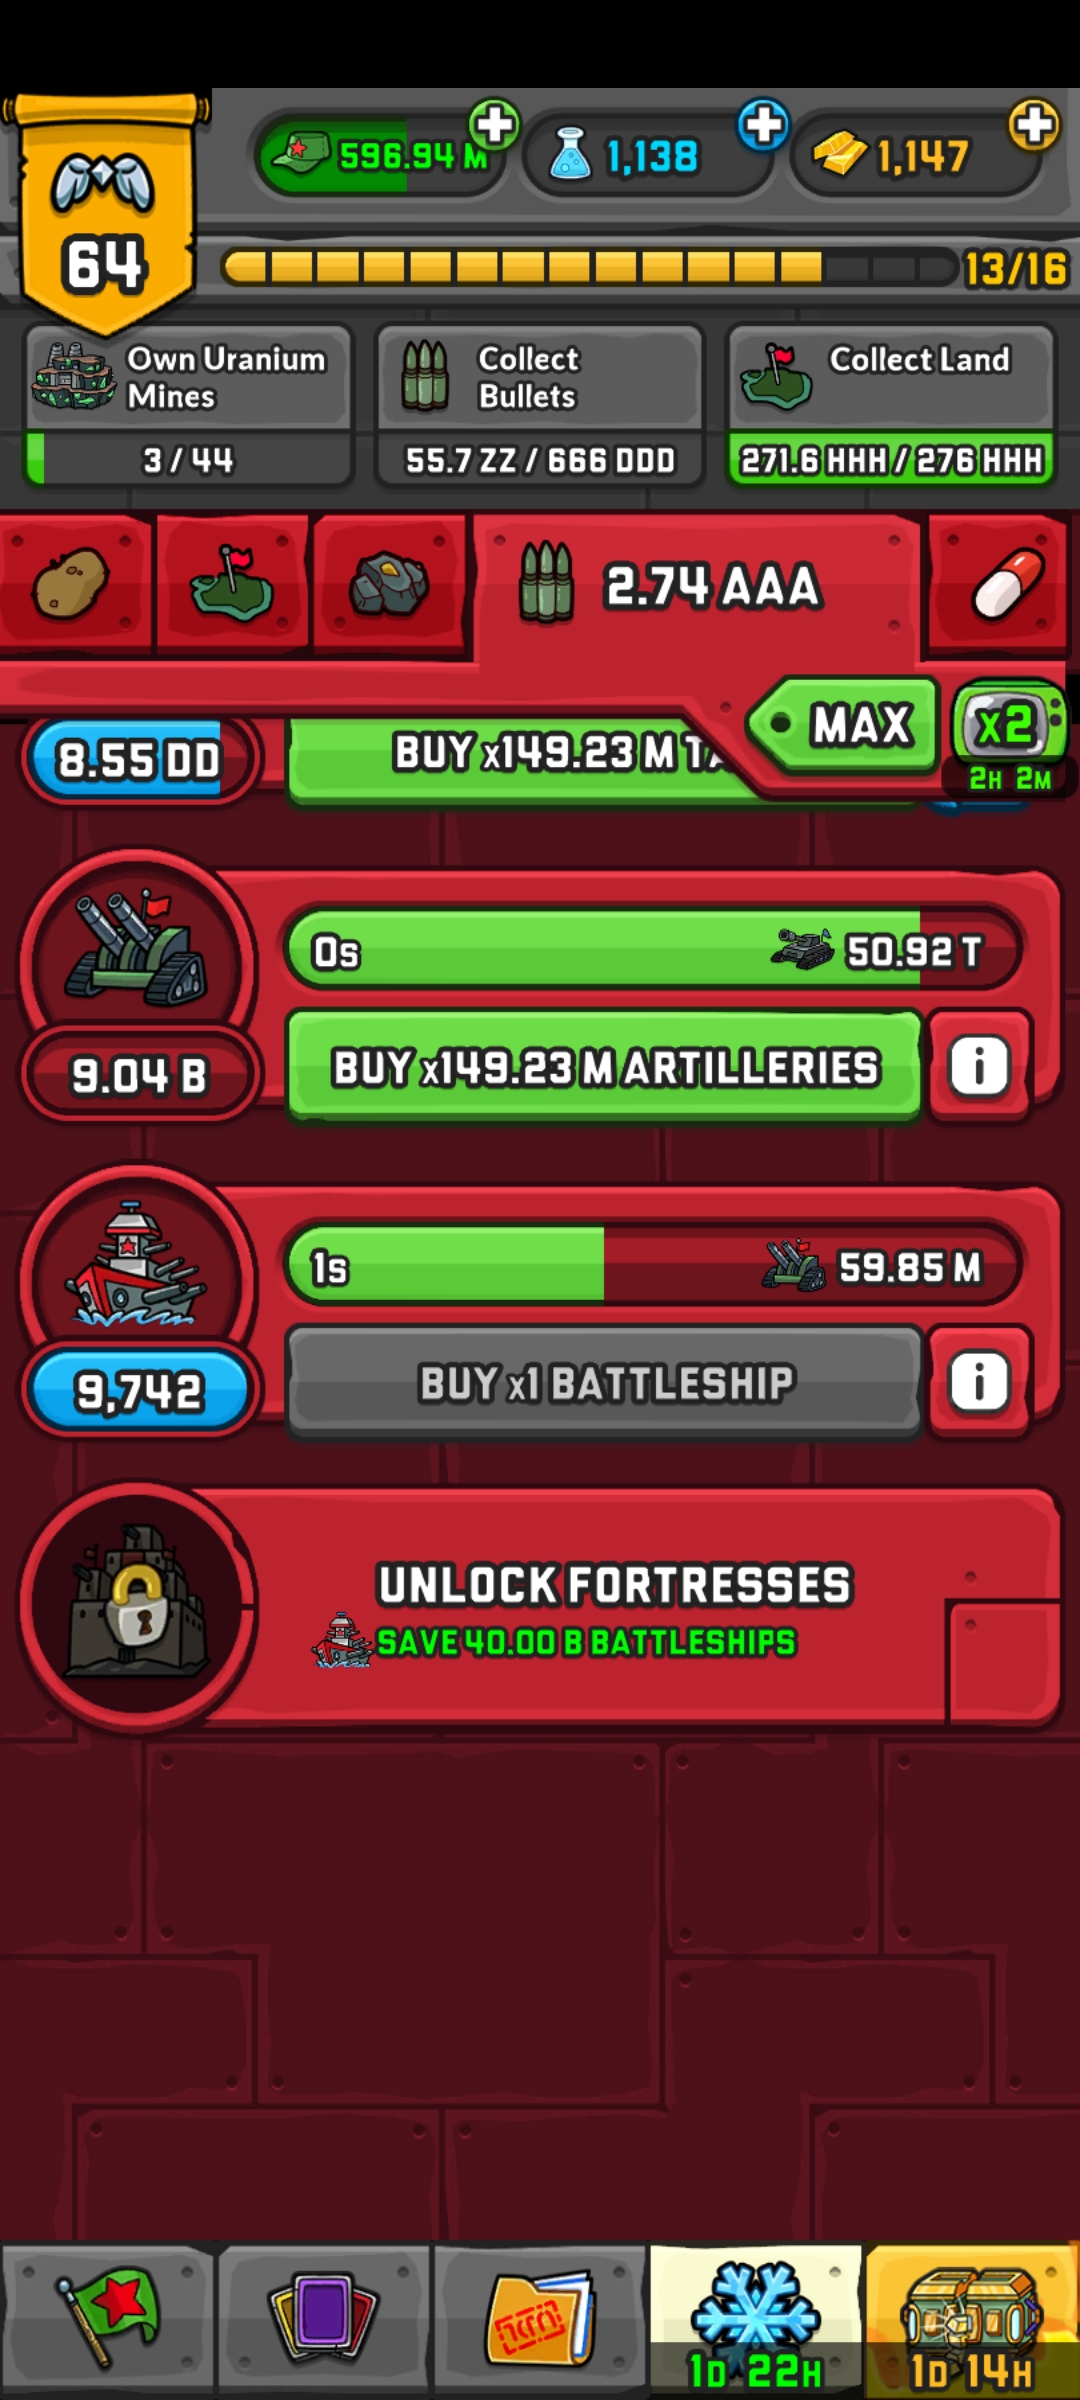 596.94 M
1,138
1,147
64
13/16
Own Uranium
Mines
3 / 44
Collect
Bullets
55.7 ZZ / 666 DDD
Collect Land
271.6 HHH / 276 HHH
2.74 AAA
MAX
x2
2H 2M
8.55 DD
BUY x149.23 M
0s
50.92 T
9.04 B
BUY x149.23 M ARTILLERIES
i
1s
59.85 M
9,742
BUY x1 BATTLESHIP
i
UNLOCK FORTRESSES
SAVE 40.00 B BATTLESHIPS
1D 22H
1D 14H